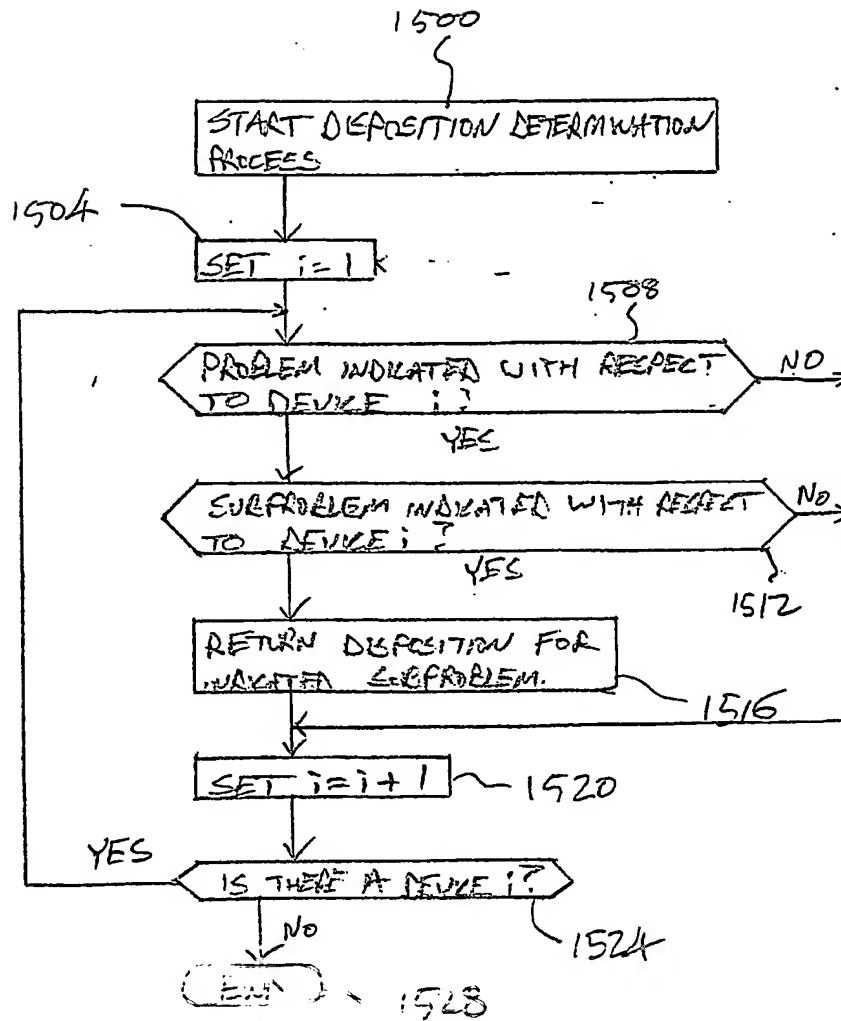 1500
START DISPOSITION DETERMINATION
PROCESS
1504
SET i=1
1508
PROBLEM INDICATED WITH RESPECT
TO DEVICE i?
NO
YES
SUBPROBLEM INDICATED WITH RESPECT
TO DEVICE i?
NO
YES
1512
RETURN DISPOSITION FOR
INDICATED SUBPROBLEM.
1516
SET i=i+1
1520
YES
IS THERE A DEVICE i?
NO
1524
END
1528